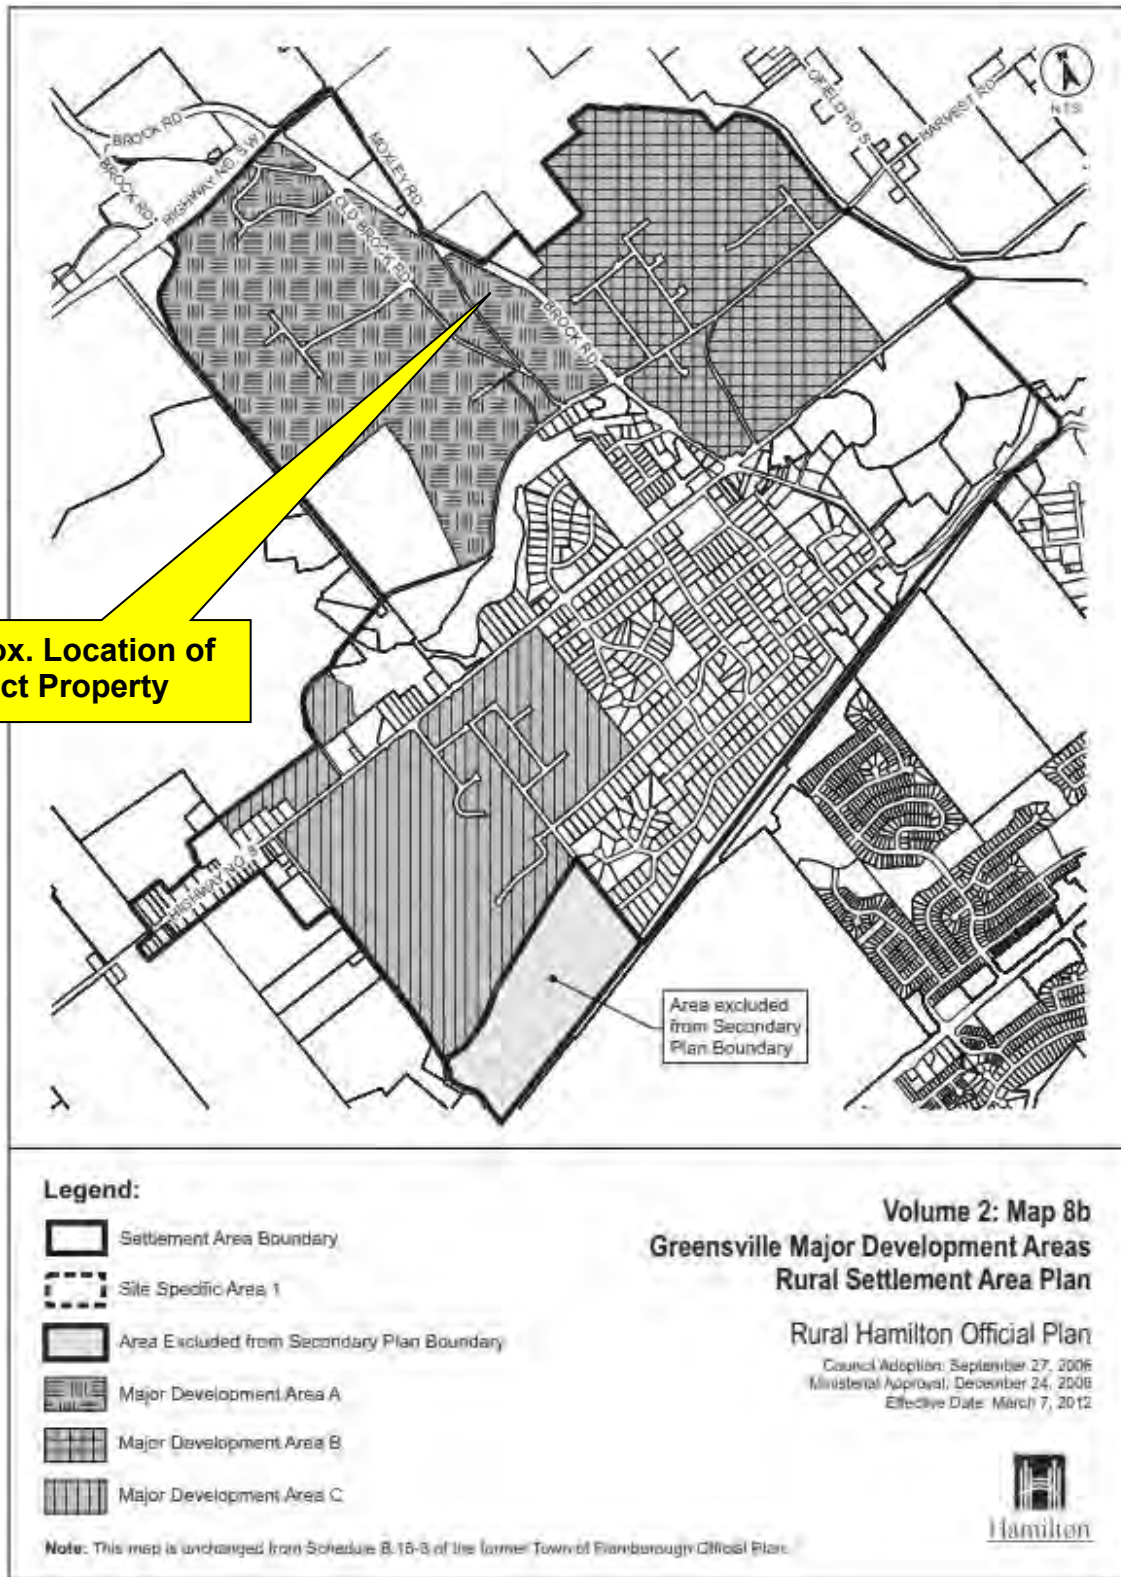 BROCK RD
BROCK RD
HIGHWAY NO. 5 W
MOXLEY RD
OLD BROCK RD
BROCK RD
OFIELD RD S
HARVEST RD
N.T.S
ox. Location of
ct Property
HIGHWAY NO. 8
Area excluded
from Secondary
Plan Boundary
Legend:
Settlement Area Boundary
Site Specific Area 1
Area Excluded from Secondary Plan Boundary
Major Development Area A
Major Development Area B
Major Development Area C
Note: This map is unchanged from Schedule B.16-3 of the former Town of Flamborough Official Plan.
Volume 2: Map 8b
Greensville Major Development Areas
Rural Settlement Area Plan
Rural Hamilton Official Plan
Council Adoption: September 27, 2006
Ministerial Approval: December 24, 2008
Effective Date: March 7, 2012
Hamilton